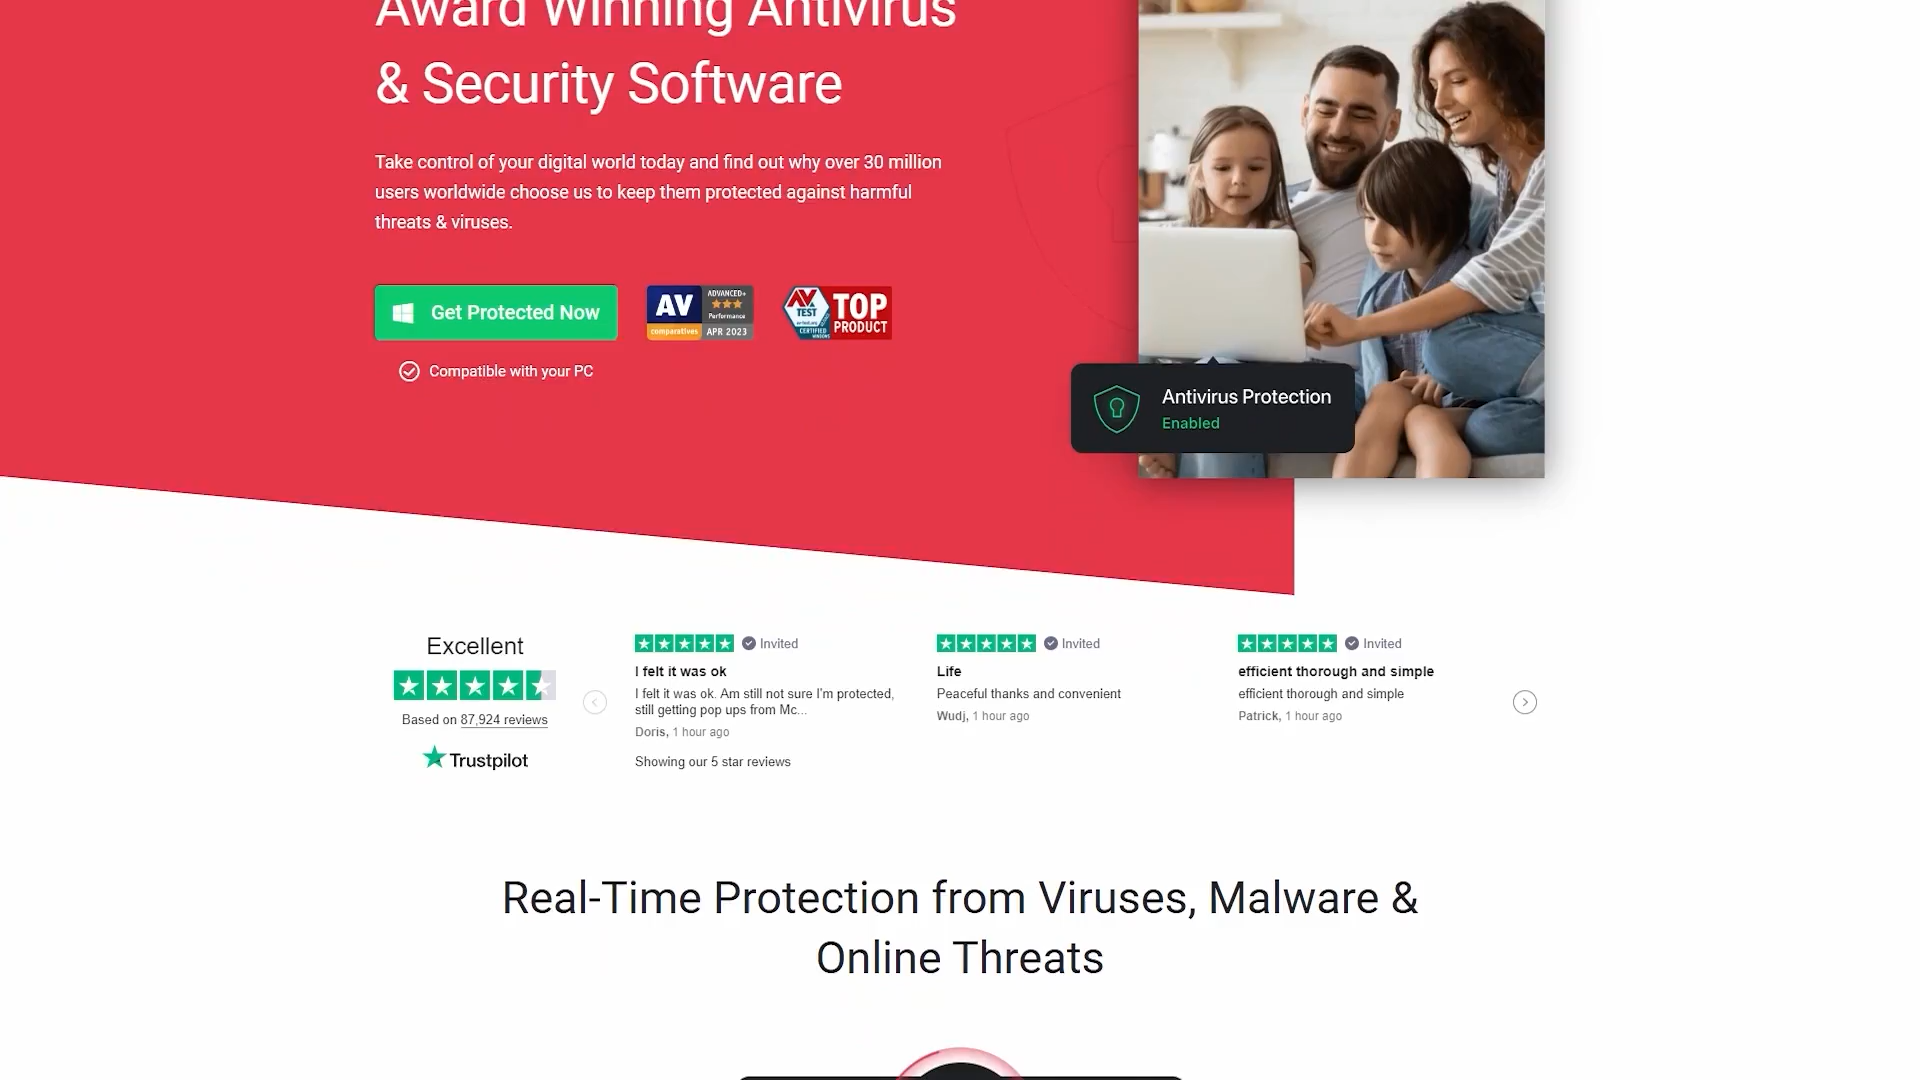 Award Winning Antivirus
& Security Software
Take control of your digital world today and find out why over 30 million
users worldwide choose us to keep them protected against harmful
threats & viruses.
Get Protected Now
AV
comparatives
ADVANCED+
Performance
APR 2023
AV
TEST
CERTIFIED
WINDOWS
TOP
PRODUCT
Compatible with your PC
Antivirus Protection
Enabled
Excellent
Based on 87,924 reviews
Trustpilot
Invited
I felt it was ok
I felt it was ok. Am still not sure I'm protected,
still getting pop ups from Mc...
Doris, 1 hour ago
Showing our 5 star reviews
Invited
Life
Peaceful thanks and convenient
Wudj, 1 hour ago
Invited
efficient thorough and simple
efficient thorough and simple
Patrick, 1 hour ago
Real-Time Protection from Viruses, Malware &
Online Threats